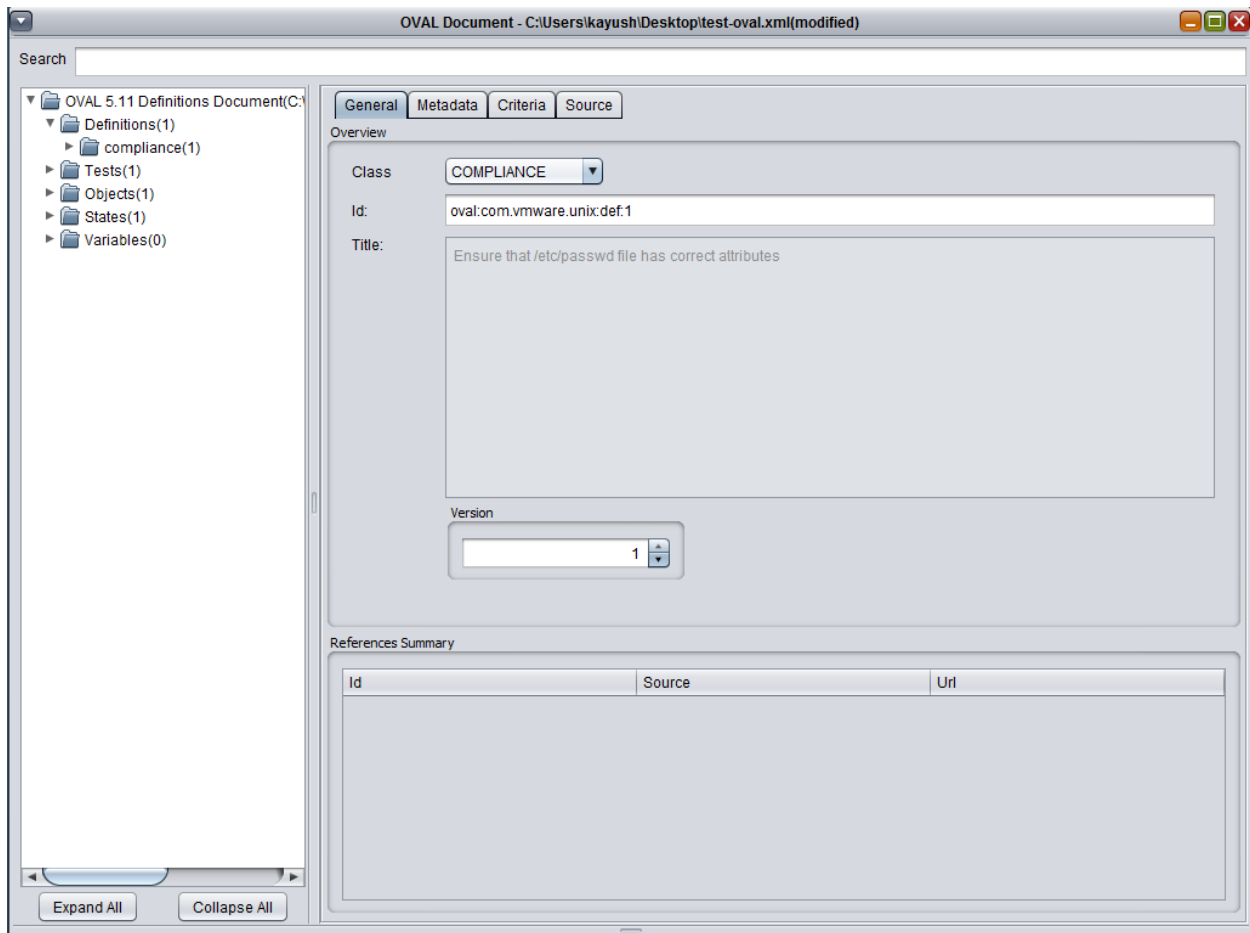 OVAL Document - C:\Users\kayush\Desktop\test-oval.xml(modified)
Search
OVAL 5.11 Definitions Document(C:\
Definitions(1)
compliance(1)
Tests(1)
Objects(1)
States(1)
Variables(0)
Expand All
Collapse All
General Metadata Criteria Source
Overview
Class COMPLIANCE
Id: oval:com.vmware.unix:def:1
Title: Ensure that /etc/passwd file has correct attributes
Version
1
References Summary
Id Source Url